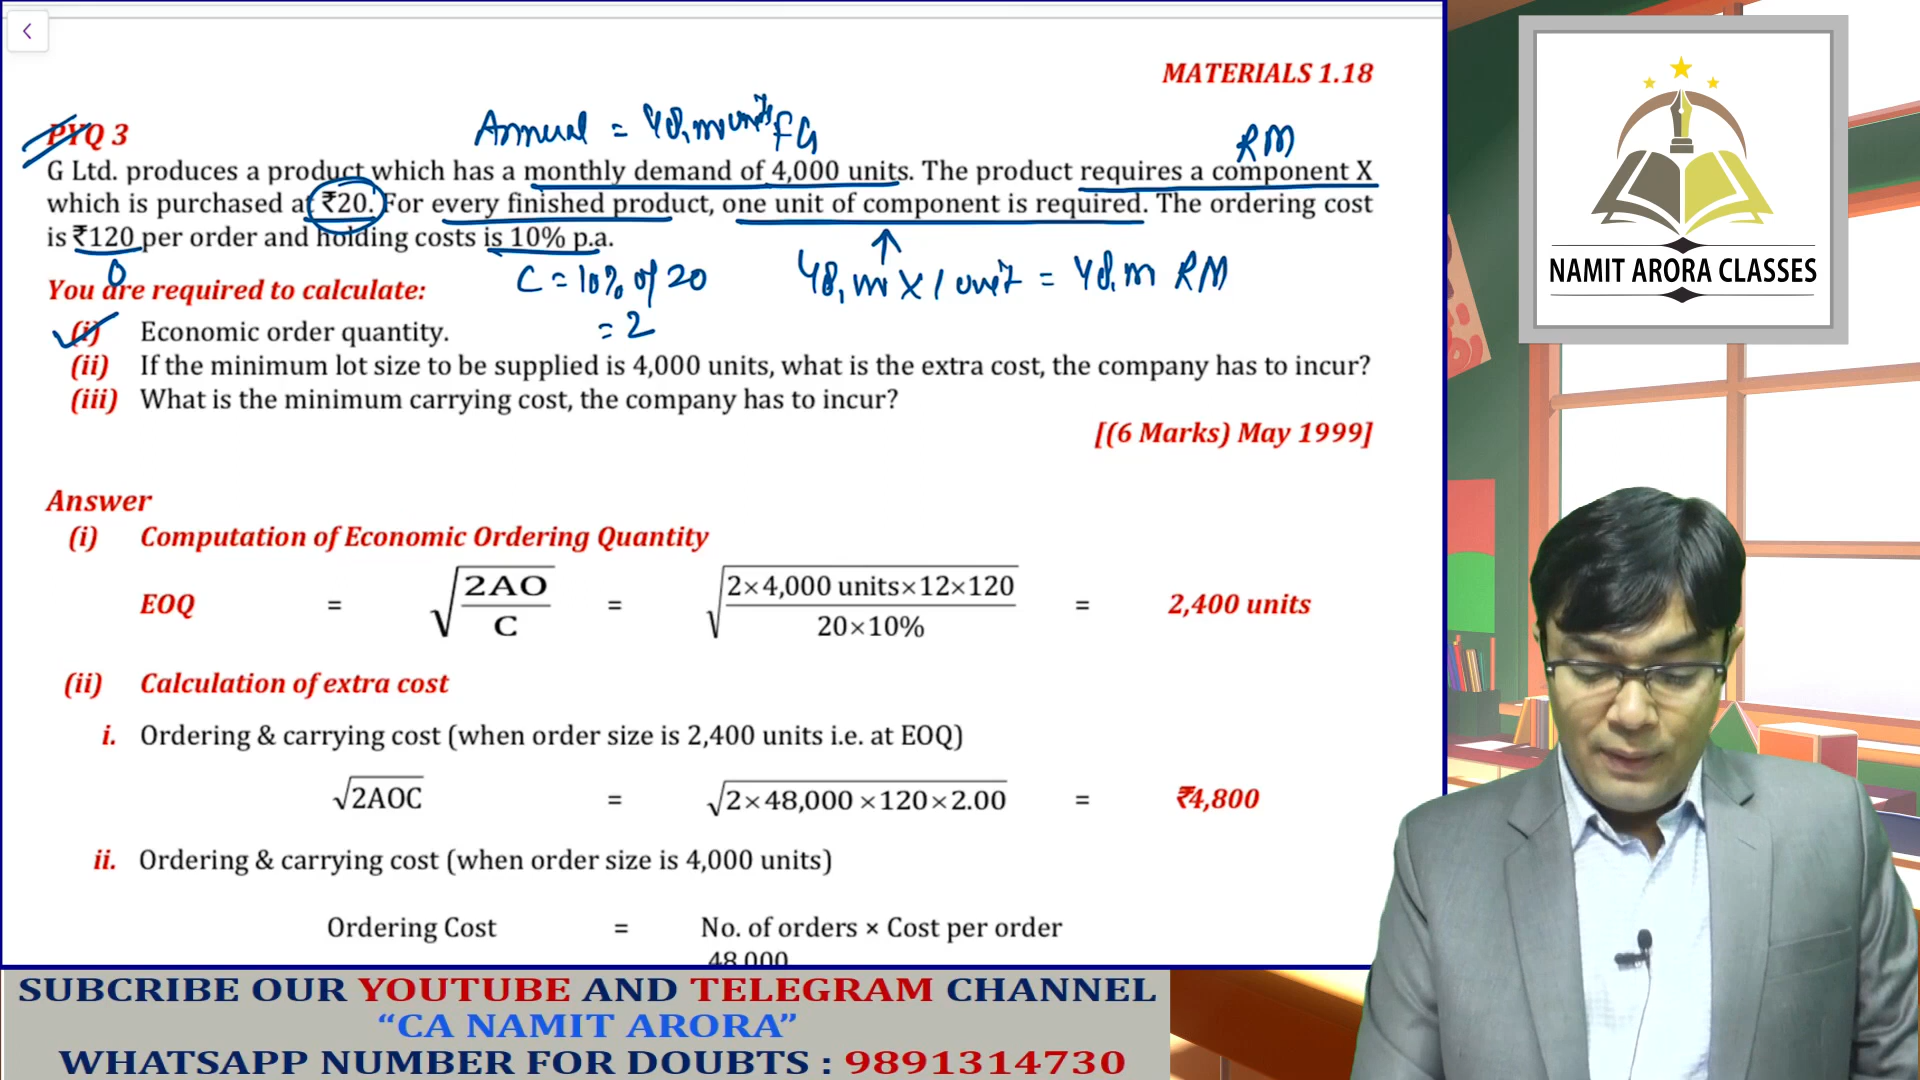 MATERIALS 1.18
Annual = 48,m units FG
PYQ 3
RM
G Ltd. produces a product which has a monthly demand of 4,000 units. The product requires a component X
which is purchased at ₹20. For every finished product, one unit of component is required. The ordering cost
is ₹120 per order and holding costs is 10% p.a.
O
C = 10% of 20
= 2
48,m X 1 unit = 48,m RM
You are required to calculate:
(i) Economic order quantity.
(ii) If the minimum lot size to be supplied is 4,000 units, what is the extra cost, the company has to incur?
(iii) What is the minimum carrying cost, the company has to incur?
[(6 Marks) May 1999]
Answer
(i) Computation of Economic Ordering Quantity
EOQ = √2AO/C = √2×4,000 units×12×120/20×10% = 2,400 units
(ii) Calculation of extra cost
i. Ordering & carrying cost (when order size is 2,400 units i.e. at EOQ)
√2AOC = √2×48,000×120×2.00 = ₹4,800
ii. Ordering & carrying cost (when order size is 4,000 units)
Ordering Cost = No. of orders × Cost per order
48,000
NAMIT ARORA CLASSES
SUBCRIBE OUR YOUTUBE AND TELEGRAM CHANNEL
“CA NAMIT ARORA”
WHATSAPP NUMBER FOR DOUBTS : 9891314730